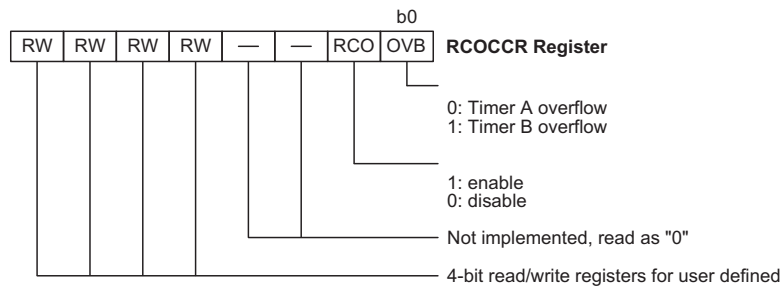 b0
RW RW RW RW — — RCO OVB RCOCCR Register
0: Timer A overflow
1: Timer B overflow
1: enable
0: disable
Not implemented, read as "0"
4-bit read/write registers for user defined